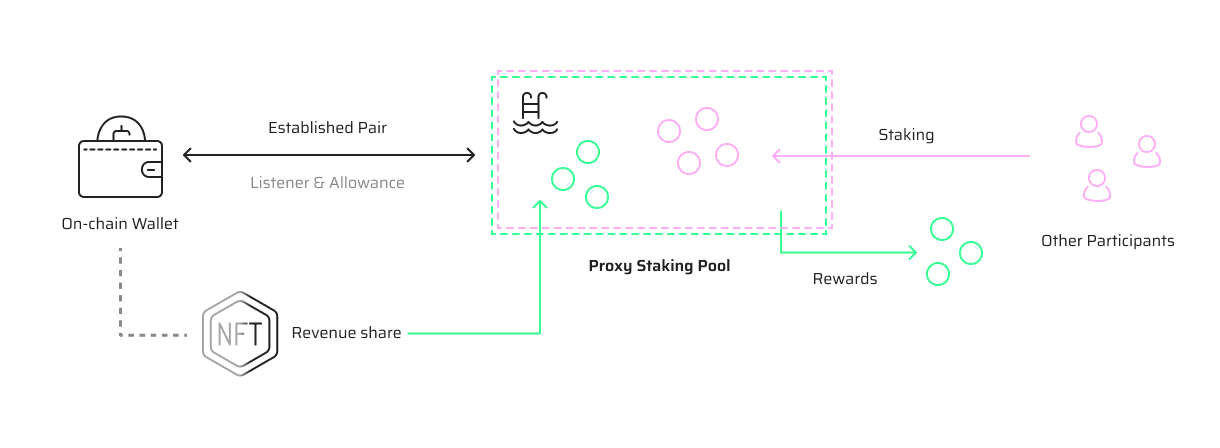 Established Pair
Staking
Listener & Allowance
On-chain Wallet
Other Participants
Proxy Staking Pool
Rewards
NFT
Revenue share